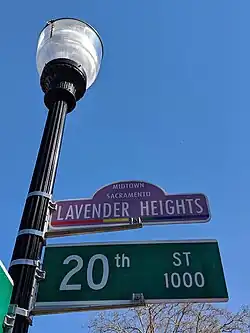 MIDTOWN
SACRAMENTO
LAVENDER HEIGHTS
20th ST
1000